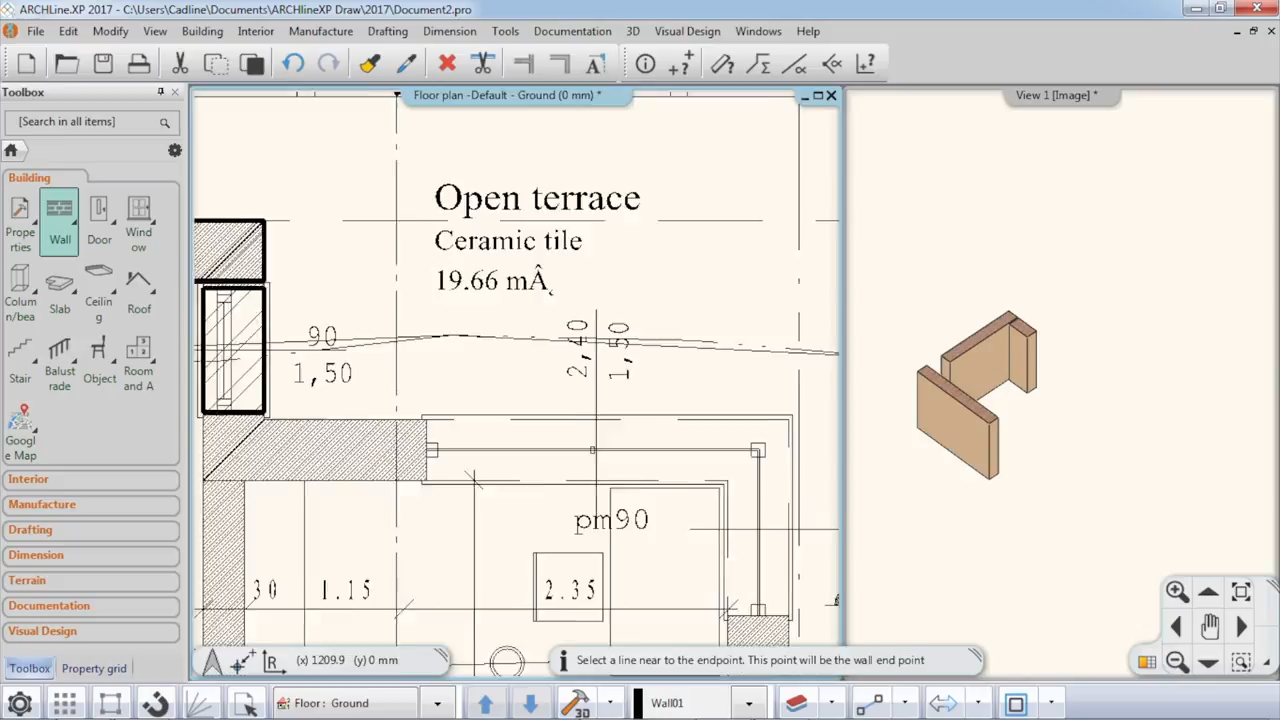 ARCHLine.XP 2017 - C:\Users\Cadline\Documents\ARCHlineXP Draw\2017\Document2.pro
File Edit Modify View Building Interior Manufacture Drafting Dimension Tools Documentation 3D Visual Design Windows Help
Toolbox
[Search in all items]
Building
Prope
rties
Wall
Door
Wind
ow
Colum
n/bea
Slab
Ceilin
g
Roof
Stair
Balust
rade
Object
Room
and A
Googl
e Map
Interior
Manufacture
Drafting
Dimension
Terrain
Documentation
Visual Design
Toolbox
Property grid
Floor plan -Default - Ground (0 mm) *
View 1 [Image] *
Open terrace
Ceramic tile
19.66 mÂ
90
1,50
2,40
1,50
pm90
30
1.15
2.35
(x) 1209.9 (y) 0 mm
Select a line near to the endpoint. This point will be the wall end point
Floor : Ground
3D
Wall01